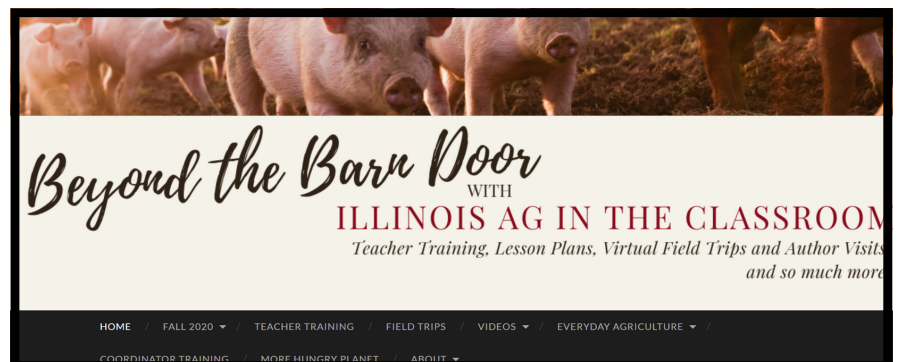 Beyond the Barn Door
WITH
ILLINOIS AG IN THE CLASSROOM
Teacher Training, Lesson Plans, Virtual Field Trips and Author Visits
and so much more
HOME / FALL 2020 / TEACHER TRAINING / FIELD TRIPS / VIDEOS / EVERYDAY AGRICULTURE /
COORDINATOR TRAINING / MORE HUNGRY PLANET / ABOUT